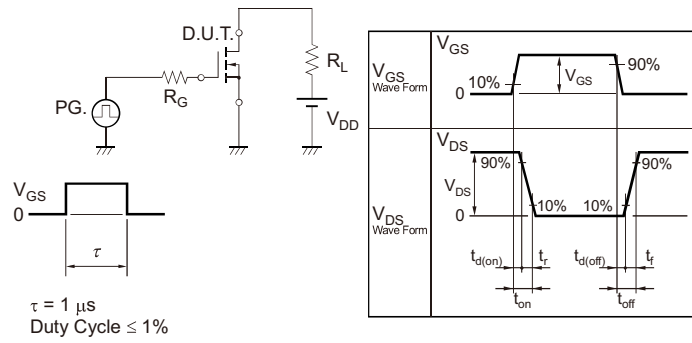 D.U.T.
R_L
R_G
PG.
V_DD
V_GS
0
τ
τ = 1 μs
Duty Cycle ≤ 1%
V_GS
Wave Form
V_GS
10%
0
V_GS
90%
V_DS
Wave Form
V_DS
90%
V_DS
0
10%
10%
90%
t_d(on)
t_r
t_d(off)
t_f
t_on
t_off